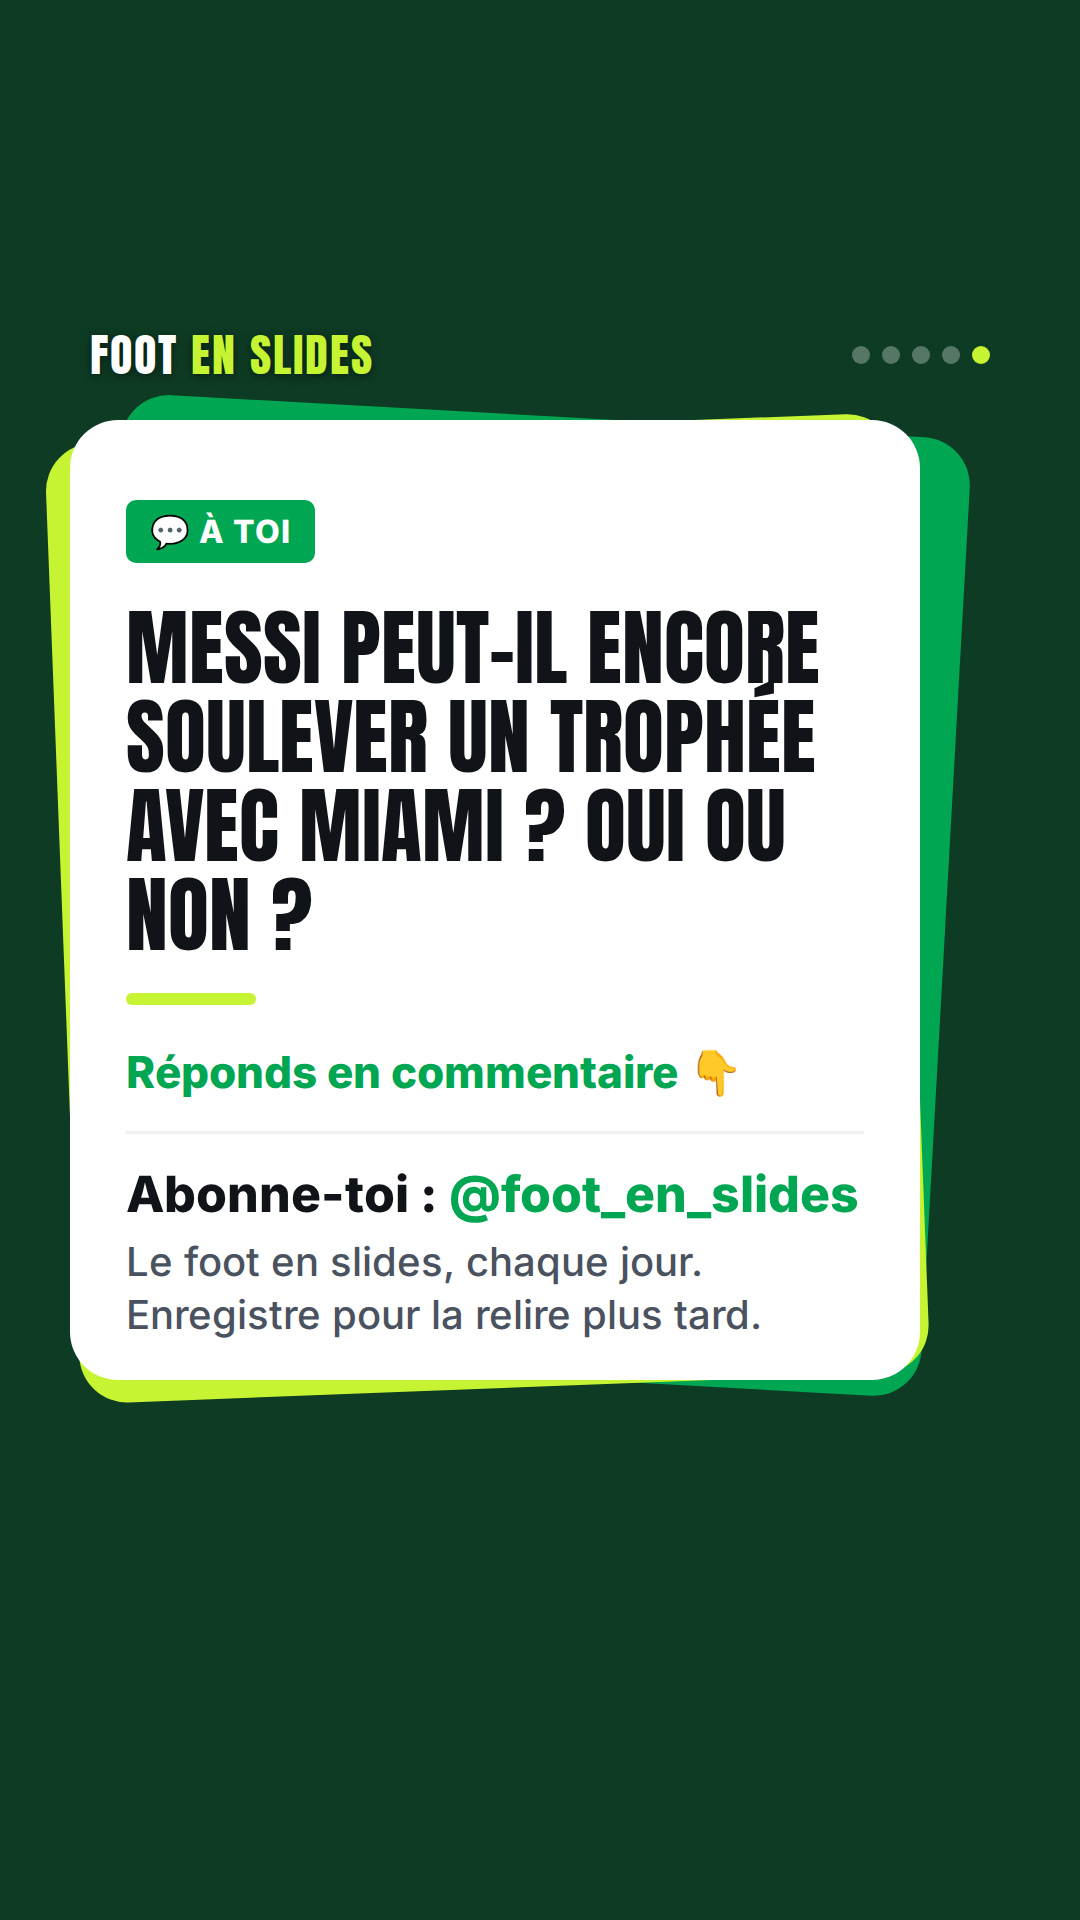 FOOT EN SLIDES
💬 À TOI
MESSI PEUT-IL ENCORE
SOULEVER UN TROPHÉE
AVEC MIAMI ? OUI OU
NON ?
Réponds en commentaire 👇
Abonne-toi : @foot_en_slides
Le foot en slides, chaque jour.
Enregistre pour la relire plus tard.